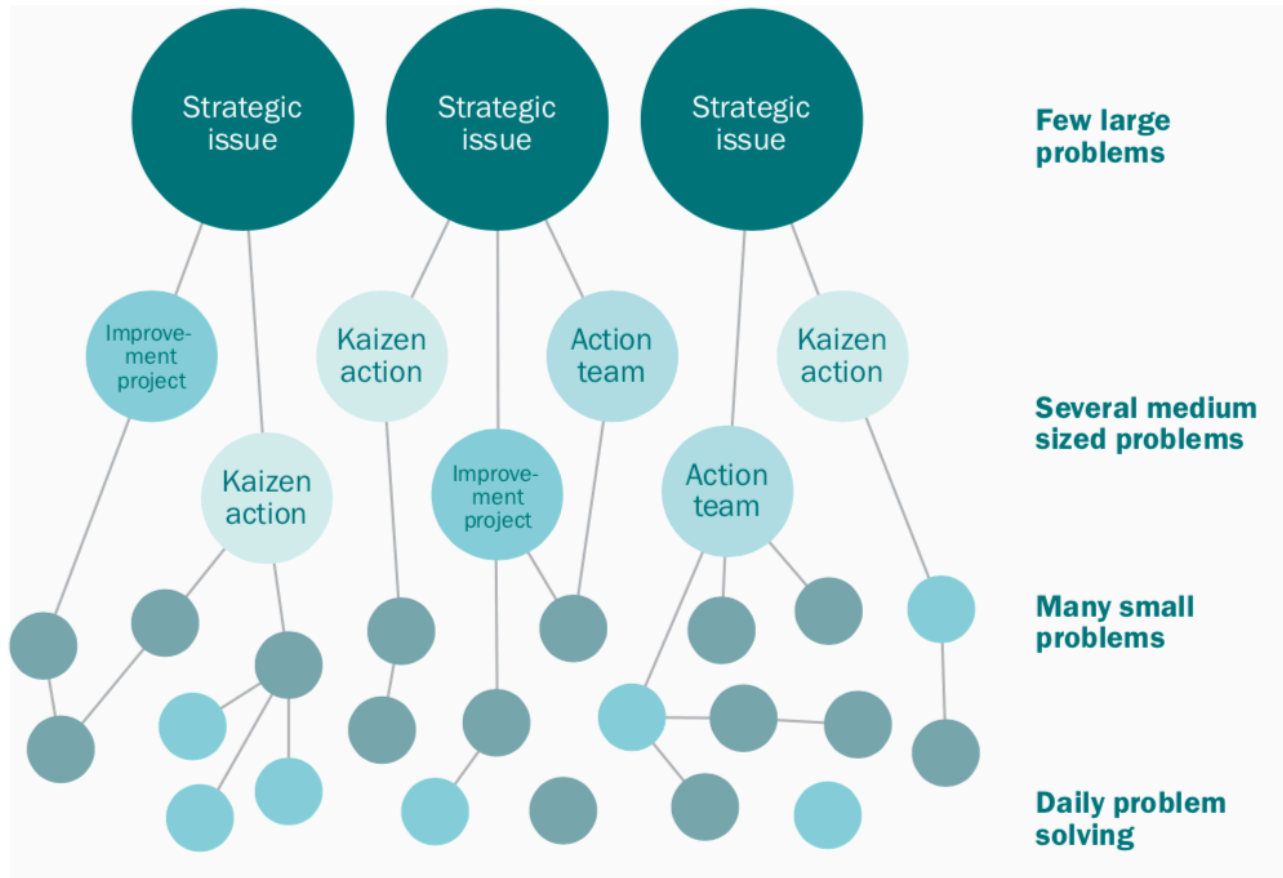 Strategic
issue
Strategic
issue
Strategic
issue
Few large
problems
Improve-
ment
project
Kaizen
action
Action
team
Kaizen
action
Several medium
sized problems
Kaizen
action
Improve-
ment
project
Action
team
Many small
problems
Daily problem
solving